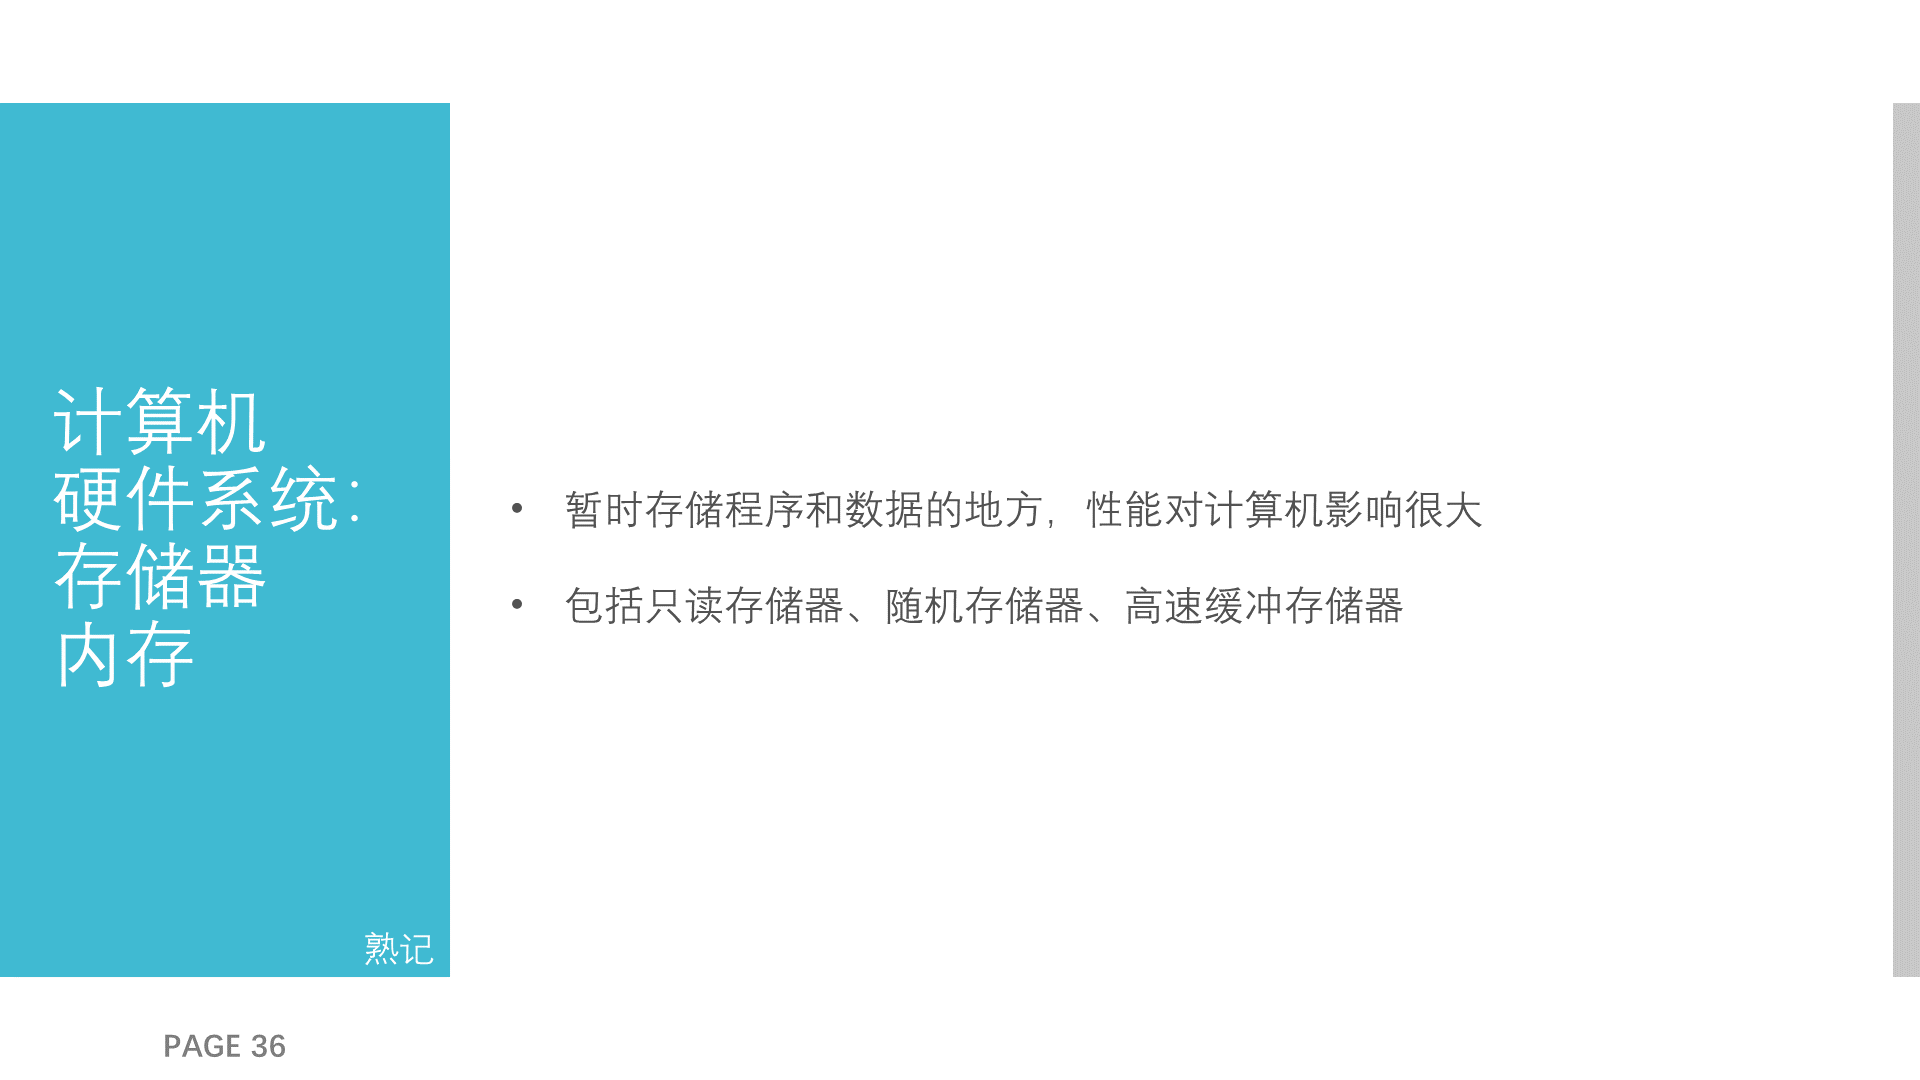 计算机
硬件系统：
存储器
内存
熟记
• 暂时存储程序和数据的地方，性能对计算机影响很大
• 包括只读存储器、随机存储器、高速缓冲存储器
PAGE 36